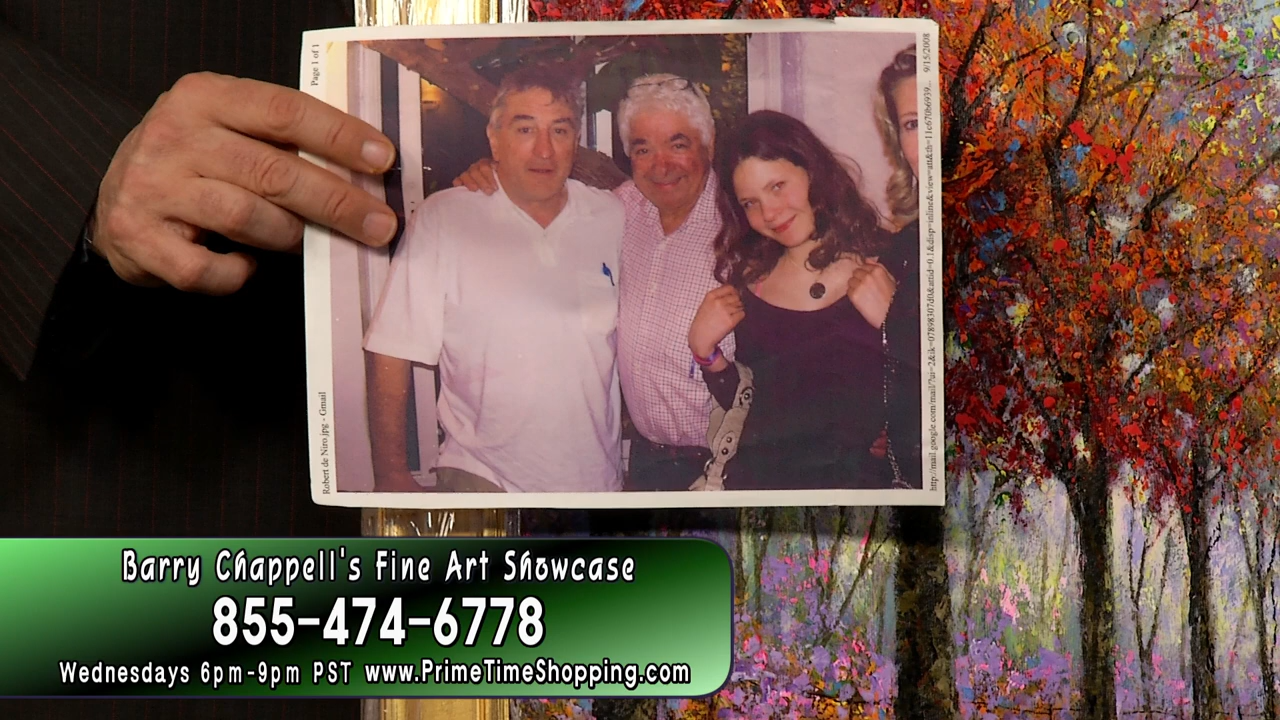 Page 1 of 1
9/15/2008
Robert de Niro.jpg - Gmail
Barry Chappell's Fine Art Showcase
855-474-6778
Wednesdays 6pm-9pm PST www.PrimeTimeShopping.com